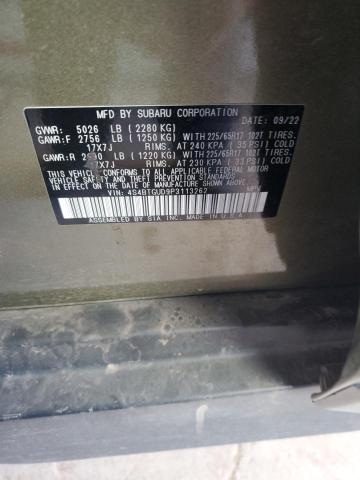 MFD BY SUBARU CORPORATION DATE: 09/22
GVWR: 5026 LB (2280 KG)
GAWR:F 2756 LB (1250 KG) WITH 225/65R17 102T TIRES,
17X7J RIMS, AT 240 KPA (35 PSI) COLD
GAWR:R LB (1220 KG) WITH 225/65R17 102T TIRES,
17X7J RIMS, AT 230 KPA (33 PSI) COLD
THIS VEHICLE CONFORMS TO ALL APPLICABLE FEDERAL MOTOR
VEHICLE SAFETY STANDARDS IN EFFECT ON THE DATE OF
MANUFACTURE SHOWN ABOVE.
VIN: 4S4BTGUD9P3113262 MPV
ASSEMBLED BY SIA INC. MADE IN U.S.A